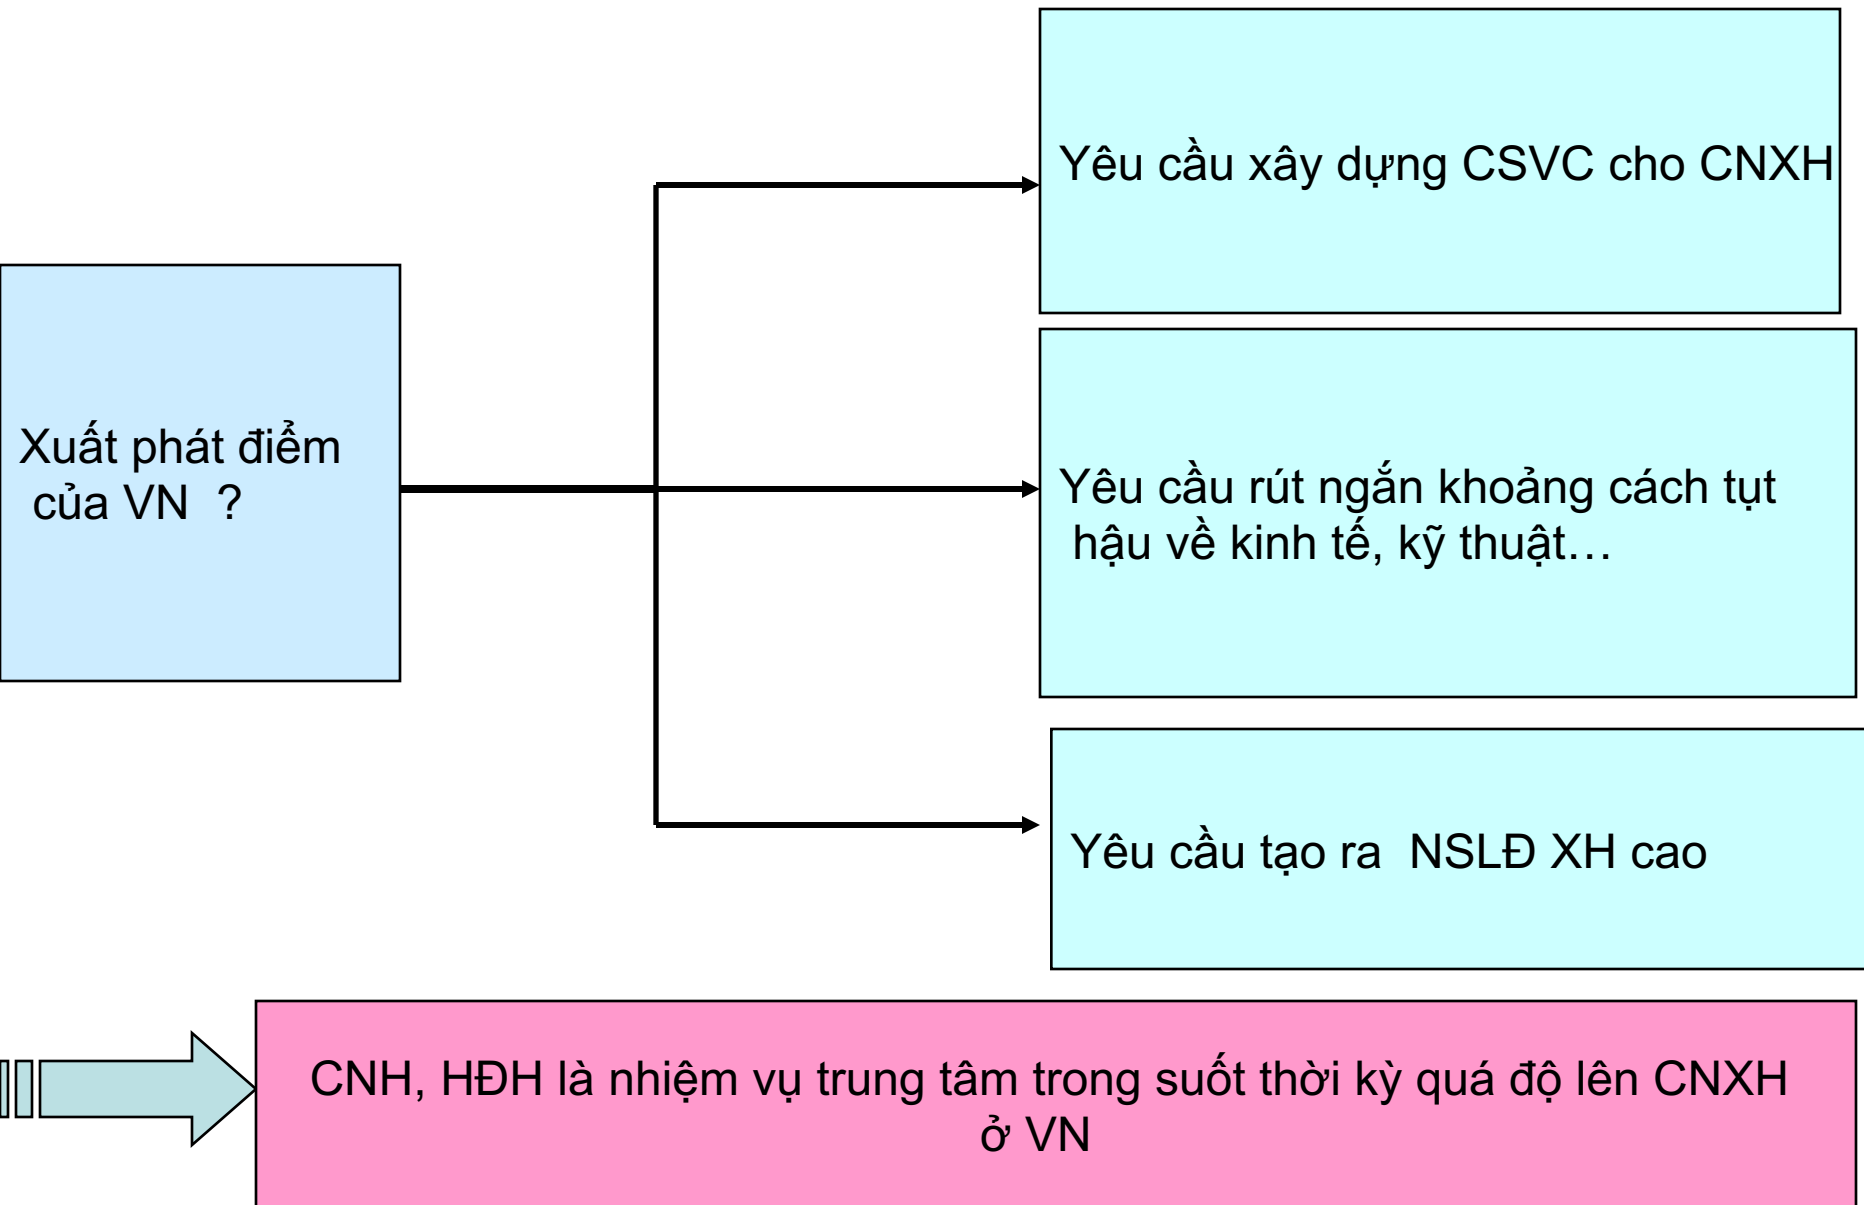 Yêu cầu xây dựng CSVC cho CNXH
Xuất phát điểm
của VN ?
Yêu cầu rút ngắn khoảng cách tụt
hậu về kinh tế, kỹ thuật…
Yêu cầu tạo ra NSLĐ XH cao
CNH, HĐH là nhiệm vụ trung tâm trong suốt thời kỳ quá độ lên CNXH
ở VN